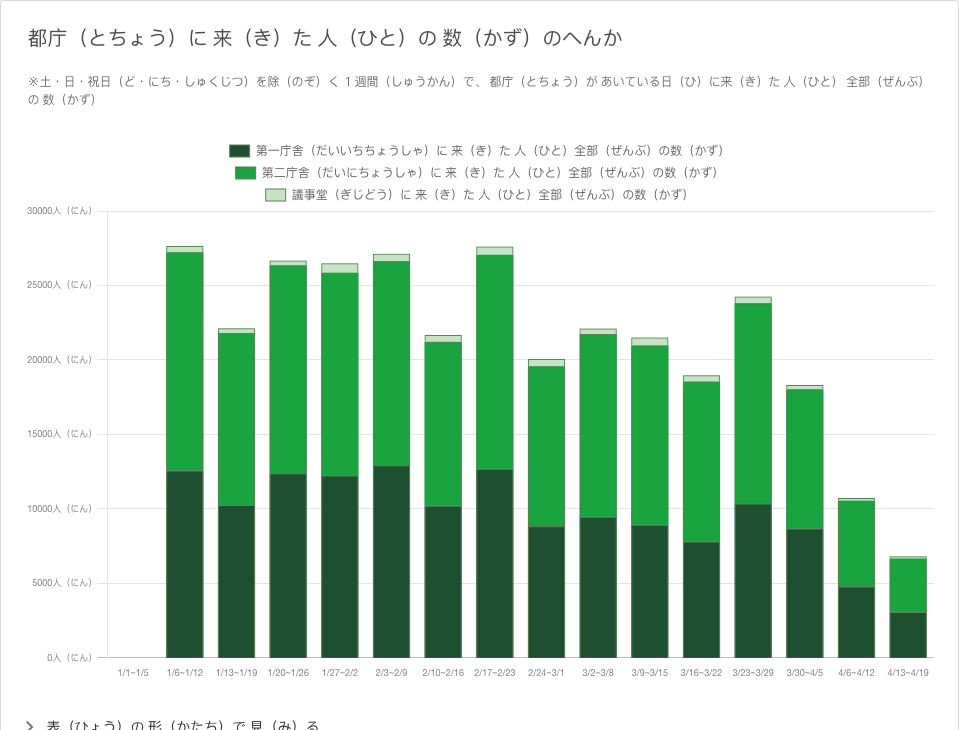 都庁（とちょう）に 来（き）た 人（ひと）の 数（かず）のへんか
※土・日・祝日（ど・にち・しゅくじつ）を除（のぞ）く 1 週間（しゅうかん）で、 都庁（とちょう）が あいている日（ひ）に来（き）た 人（ひと） 全部（ぜんぶ）
の 数（かず）
第一庁舎（だいいちちょうしゃ）に 来（き）た 人（ひと）全部（ぜんぶ）の数（かず）
第二庁舎（だいにちょうしゃ）に 来（き）た 人（ひと）全部（ぜんぶ）の数（かず）
議事堂（ぎじどう）に 来（き）た 人（ひと）全部（ぜんぶ）の 数（かず）
30000人（にん）
25000人（にん）
20000人（にん）
15000人（にん）
10000人（にん）
5000人（にん）
0人（にん）
1/1~1/5 1/6~1/12 1/13~1/19 1/20~1/26 1/27~2/2 2/3~2/9 2/10~2/16 2/17~2/23 2/24~3/1 3/2~3/8 3/9~3/15 3/16~3/22 3/23~3/29 3/30~4/5 4/6~4/12 4/13~4/19
表（ひょう）の 形（かたち）で 見（み）る